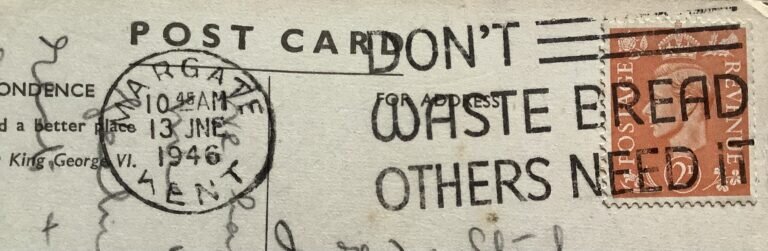 POST CARD
ONDENCE
FOR ADDRESS
d a better place
King George VI.
MARGATE
10 45 AM
13 JNE
1946
KENT
DON'T
WASTE BREAD
OTHERS NEED IT
POSTAGE
REVENUE
2D